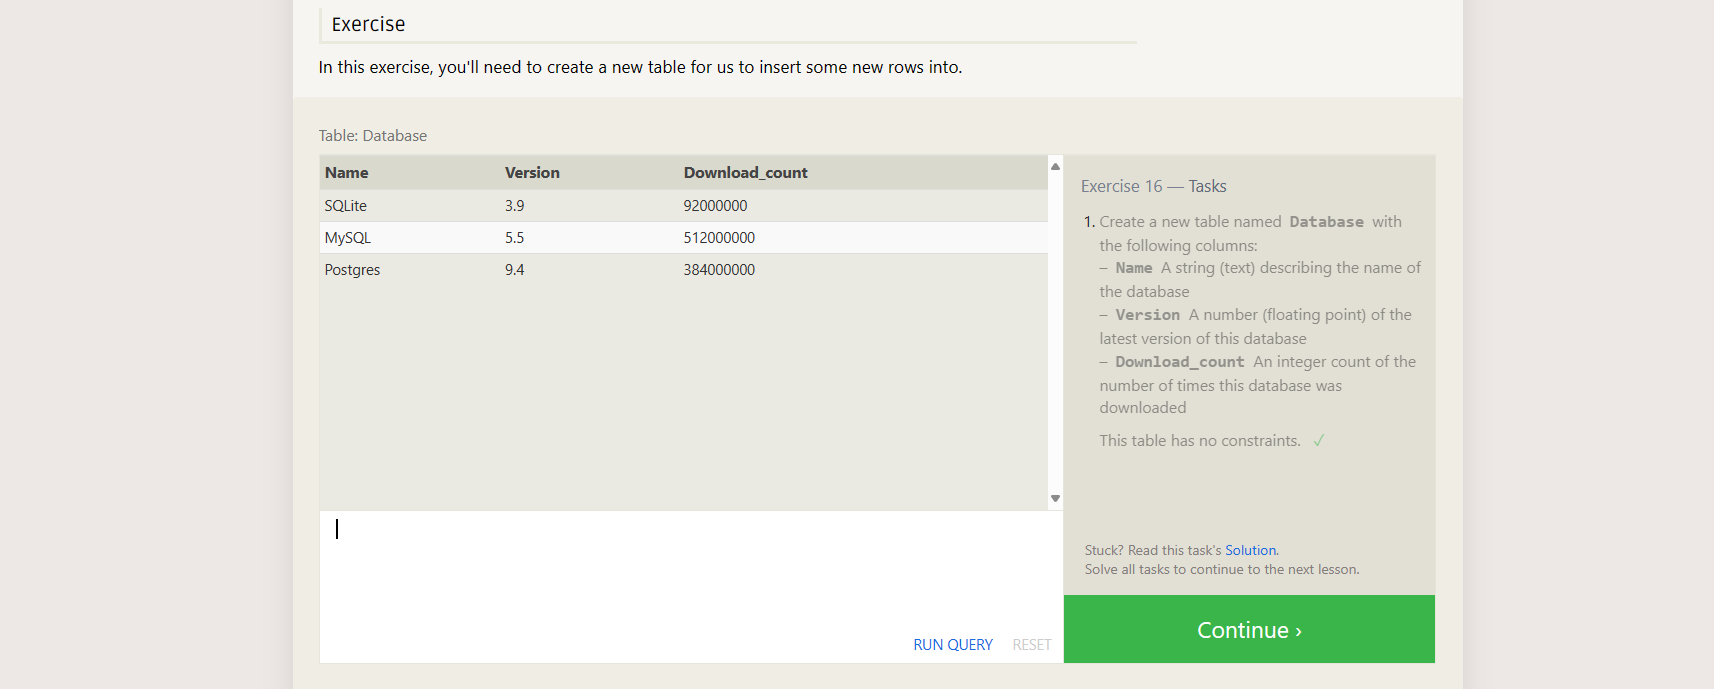 Exercise
In this exercise, you'll need to create a new table for us to insert some new rows into.
Table: Database
Name Version Download_count
SQLite 3.9 92000000
MySQL 5.5 512000000
Postgres 9.4 384000000
RUN QUERY RESET
Exercise 16 — Tasks
1. Create a new table named Database with
the following columns:
– Name A string (text) describing the name of
the database
– Version A number (floating point) of the
latest version of this database
– Download_count An integer count of the
number of times this database was
downloaded
This table has no constraints. ✓
Stuck? Read this task's Solution.
Solve all tasks to continue to the next lesson.
Continue ›